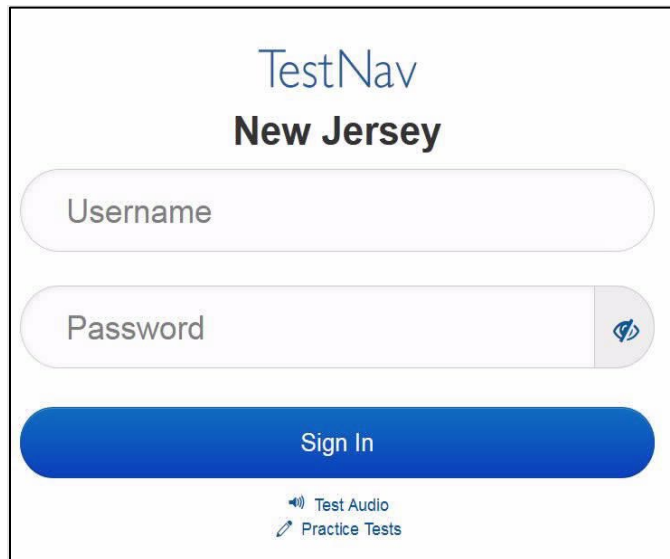 TestNav
New Jersey
Username
Password
Sign In
Test Audio
Practice Tests